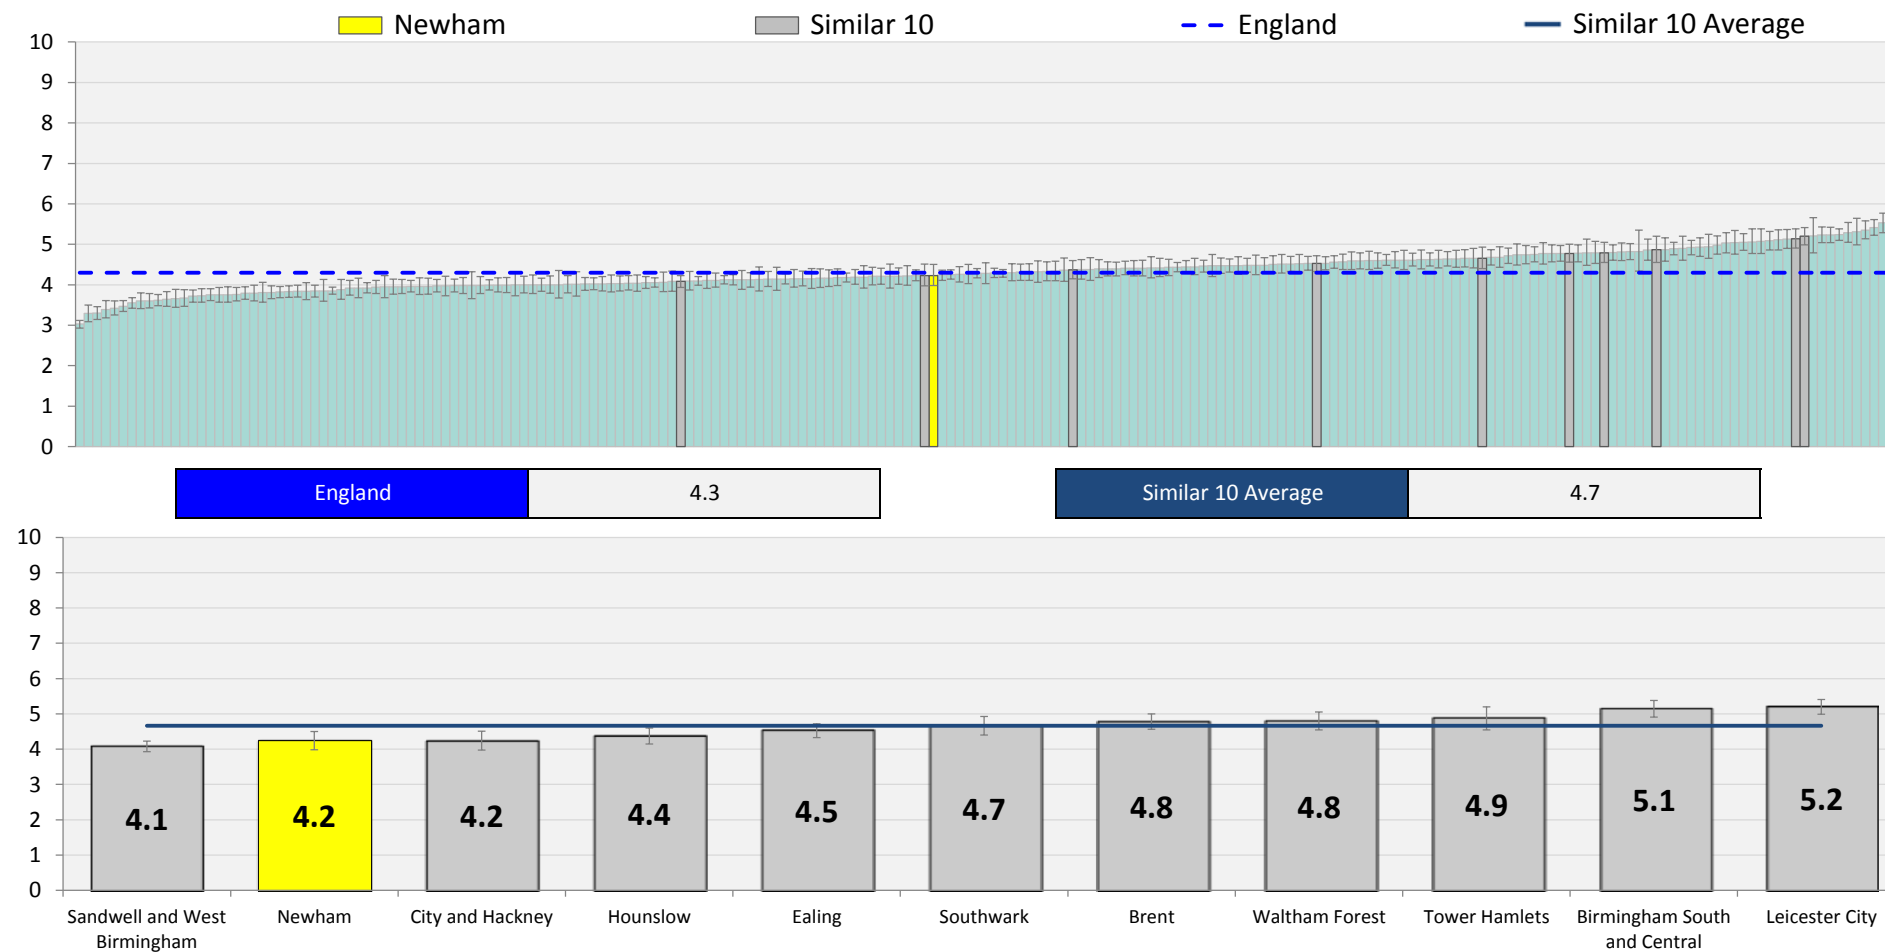 Newham
Similar 10
England
Similar 10 Average
10
9
8
7
6
5
4
3
2
1
0
England 4.3
Similar 10 Average 4.7
10
9
8
7
6
5
4
3
2
1
0
4.1 4.2 4.2 4.4 4.5 4.7 4.8 4.8 4.9 5.1 5.2
Sandwell and West
Birmingham
Newham
City and Hackney
Hounslow
Ealing
Southwark
Brent
Waltham Forest
Tower Hamlets
Birmingham South
and Central
Leicester City